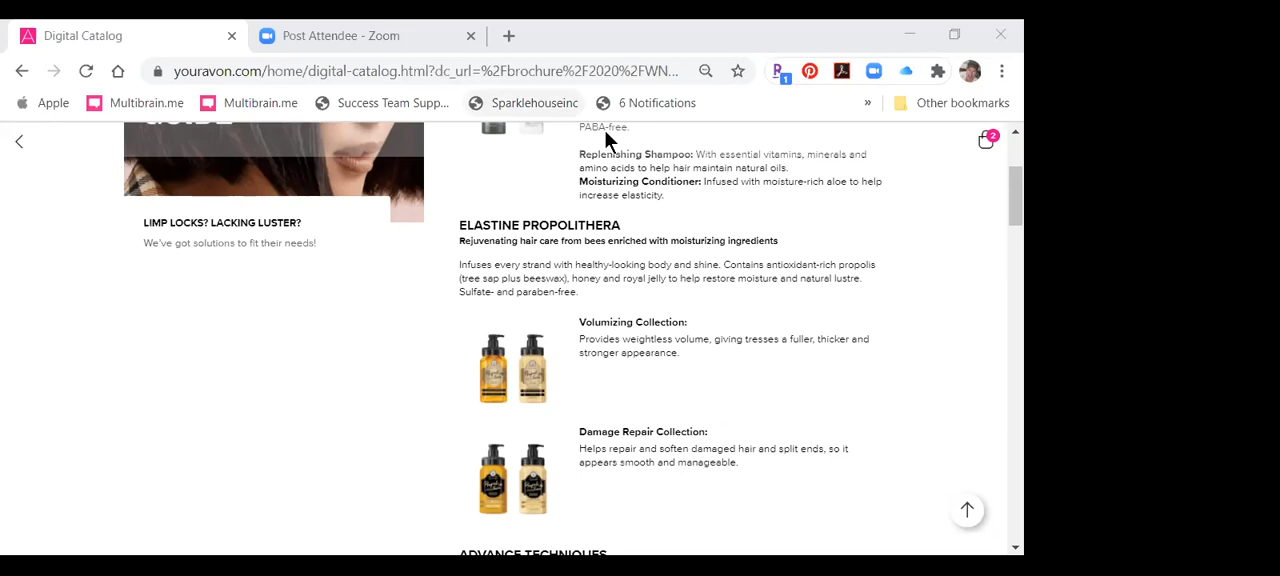 Digital Catalog
Post Attendee - Zoom
youravon.com/home/digital-catalog.html?dc_url=%2Fbrochure%2F2020%2FWN...
1
Apple
Multibrain.me
Multibrain.me
Success Team Supp...
Sparklehouseinc
6 Notifications
»
Other bookmarks
2
LIMP LOCKS? LACKING LUSTER?
We've got solutions to fit their needs!
PABA-free.
Replenishing Shampoo: With essential vitamins, minerals and
amino acids to help hair maintain natural oils.
Moisturizing Conditioner: Infused with moisture-rich aloe to help
increase elasticity.
ELASTINE PROPOLITHERA
Rejuvenating hair care from bees enriched with moisturizing ingredients
Infuses every strand with healthy-looking body and shine. Contains antioxidant-rich propolis
(tree sap plus beeswax), honey and royal jelly to help restore moisture and natural lustre.
Sulfate- and paraben-free.
Volumizing Collection:
Provides weightless volume, giving tresses a fuller, thicker and
stronger appearance.
Damage Repair Collection:
Helps repair and soften damaged hair and split ends, so it
appears smooth and manageable.
ADVANCE TECHNIQUES